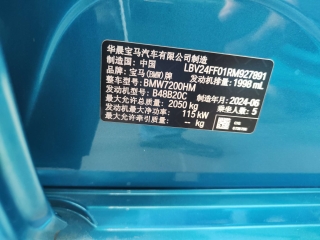 华晨宝马汽车有限公司制造
制造国：中国 LBV24FF01RM927891
品牌：宝马(BMW)牌 发动机排量：1998 mL
整车型号：BMW7200HM
发动机型号：B48B20C 制造年月：2024-06
最大允许总质量：2050 kg 乘坐人数：5
发动机最大净功率：115 kW
最大允许牵引质量：– kg